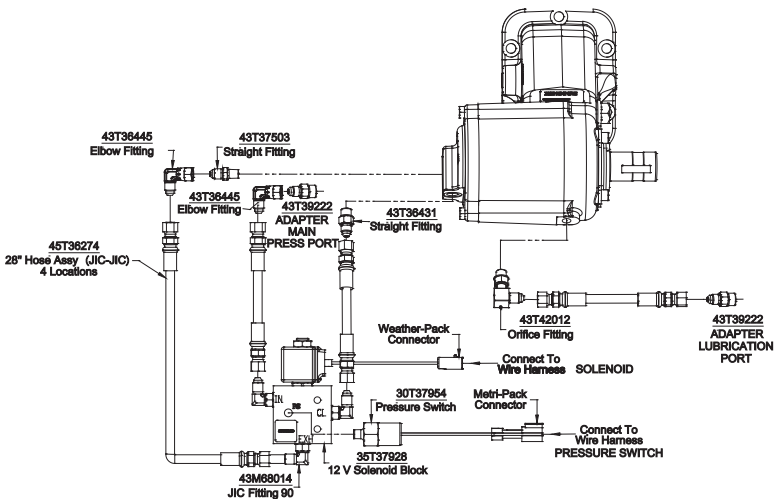 43T36445
Elbow Fitting
43T37503
Straight Fitting
43T36445
Elbow Fitting
43T39222
ADAPTER
MAIN
PRESS PORT
43T36431
Straight Fitting
45T36274
28" Hose Assy (JIC-JIC)
4 Locations
43T42012
Orifice Fitting
43T39222
ADAPTER
LUBRICATION
PORT
Weather-Pack
Connector
Connect To
Wire Harness SOLENOID
IN
PS
CL
EX
30T37954
Pressure Switch
Metri-Pack
Connector
Connect To
Wire Harness
PRESSURE SWITCH
35T37928
12 V Solenoid Block
43M68014
JIC Fitting 90